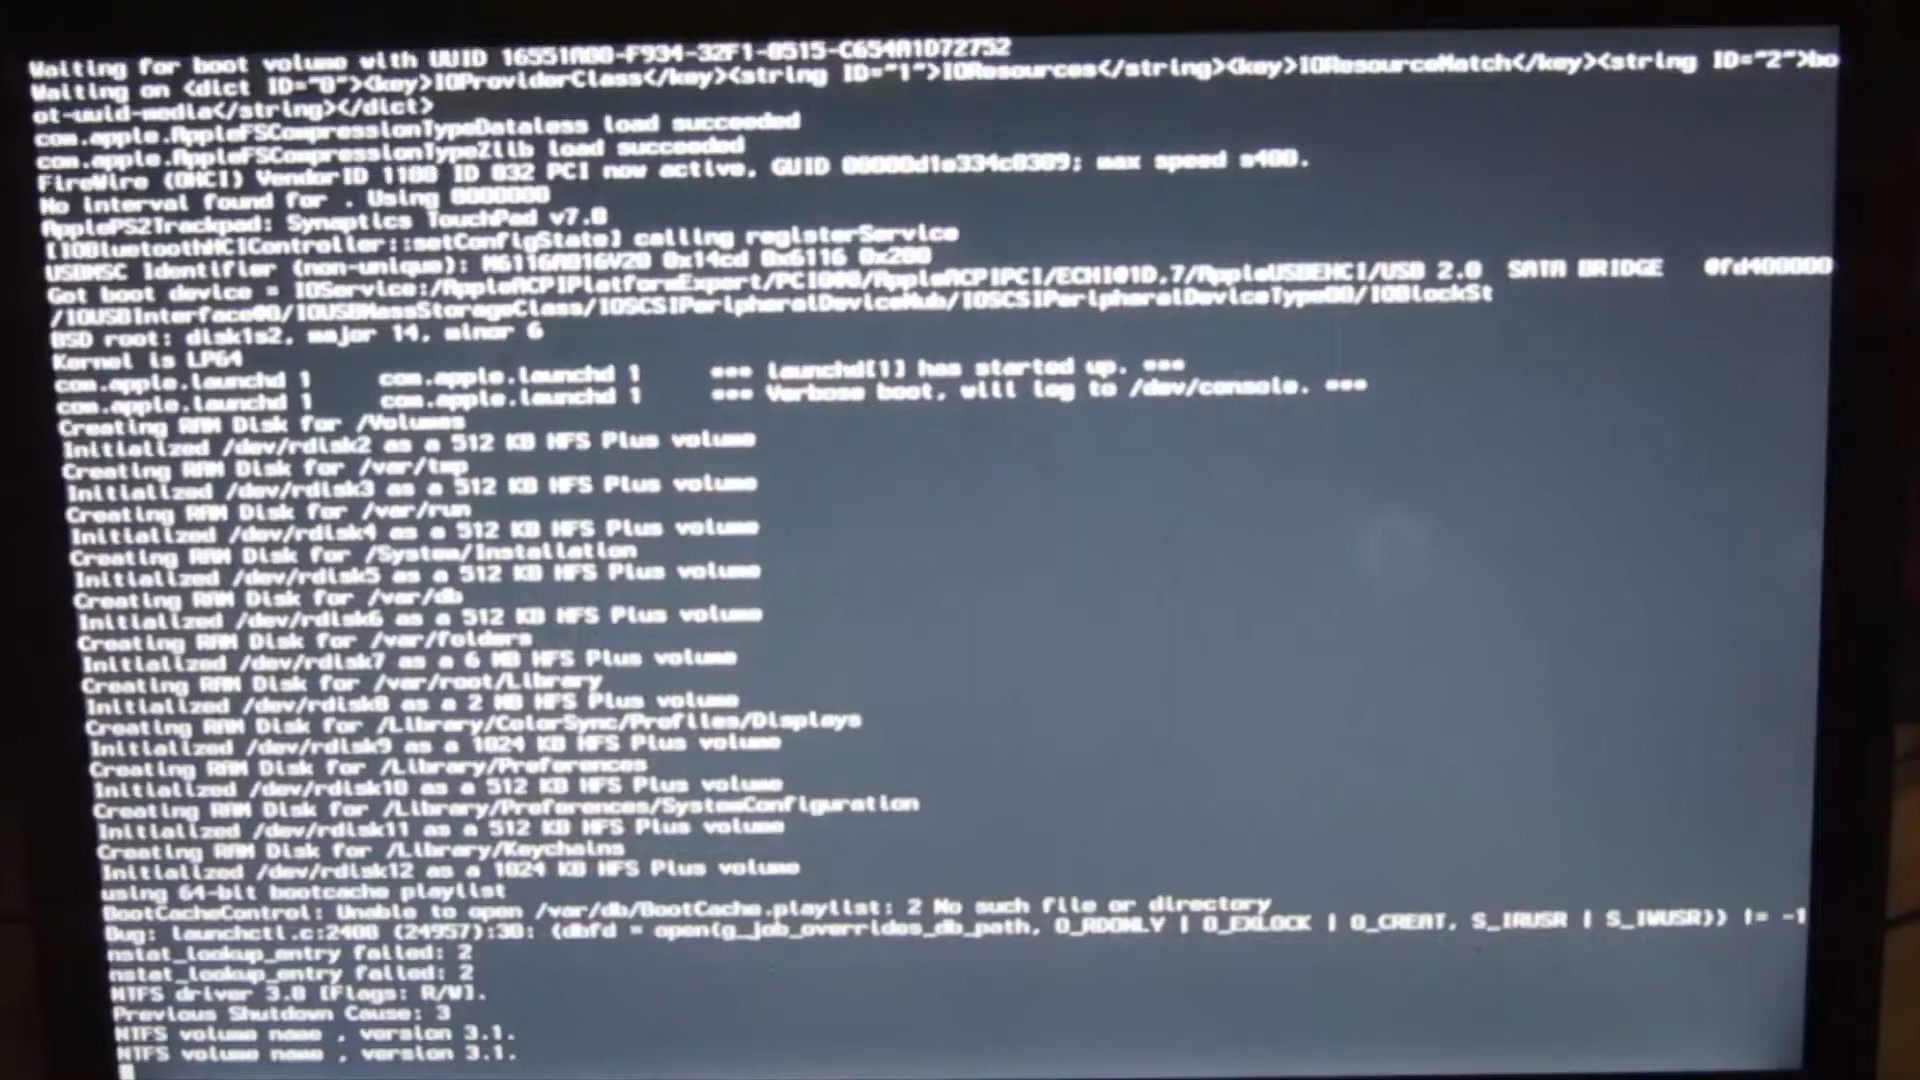 Waiting for boot volume with UUID 16551A00-F934-32F1-8515-C654A1D72752
Waiting on <dict ID="0"><key>IOProviderClass</key><string ID="1">IOResources</string><key>IOResourceMatch</key><string ID="2">bo
ot-uuid-media</string></dict>
com.apple.AppleFSCompressionTypeDataless load succeeded
com.apple.AppleFSCompressionTypeZlib load succeeded
FireWire (OHCI) VendorID 1180 ID 832 PCI now active, GUID 00000d1e334c0309; max speed s400.
No interval found for . Using 8000000
ApplePS2Trackpad: Synaptics TouchPad v7.0
[IOBluetoothHCIController::setConfigState] calling registerService
USBMSC Identifier (non-unique): M6116A016V20 0x14cd 0x6116 0x200
Got boot device = IOService:/AppleACPIPlatformExpert/PCI0@0/AppleACPIPCI/ECHI@1D,7/AppleUSBEHCI/USB 2.0  SATA BRIDGE   @fd400000
/IOUSBInterface@0/IOUSBMassStorageClass/IOSCSIPeripheralDeviceNub/IOSCSIPeripheralDeviceType00/IOBlockSt
BSD root: disk1s2, major 14, minor 6
Kernel is LP64
com.apple.launchd 1     com.apple.launchd 1     *** launchd[1] has started up. ***
com.apple.launchd 1     com.apple.launchd 1     *** Verbose boot, will log to /dev/console. ***
Creating RAM Disk for /Volumes
Initialized /dev/rdisk2 as a 512 KB HFS Plus volume
Creating RAM Disk for /var/tmp
Initialized /dev/rdisk3 as a 512 KB HFS Plus volume
Creating RAM Disk for /var/run
Initialized /dev/rdisk4 as a 512 KB HFS Plus volume
Creating RAM Disk for /System/Installation
Initialized /dev/rdisk5 as a 512 KB HFS Plus volume
Creating RAM Disk for /var/db
Initialized /dev/rdisk6 as a 512 KB HFS Plus volume
Creating RAM Disk for /var/folders
Initialized /dev/rdisk7 as a 6 MB HFS Plus volume
Creating RAM Disk for /var/root/Library
Initialized /dev/rdisk8 as a 2 MB HFS Plus volume
Creating RAM Disk for /Library/ColorSync/Profiles/Displays
Initialized /dev/rdisk9 as a 1024 KB HFS Plus volume
Creating RAM Disk for /Library/Preferences
Initialized /dev/rdisk10 as a 512 KB HFS Plus volume
Creating RAM Disk for /Library/Preferences/SystemConfiguration
Initialized /dev/rdisk11 as a 512 KB HFS Plus volume
Creating RAM Disk for /Library/Keychains
Initialized /dev/rdisk12 as a 1024 KB HFS Plus volume
using 64-bit bootcache playlist
BootCacheControl: Unable to open /var/db/BootCache.playlist: 2 No such file or directory
Bug: launchctl.c:2408 (24957):30: (dbfd = open(g_job_overrides_db_path, O_RDONLY | O_EXLOCK | O_CREAT, S_IRUSR | S_IWUSR)) != -1
nstat_lookup_entry failed: 2
nstat_lookup_entry failed: 2
NTFS driver 3.8 [Flags: R/W].
Previous Shutdown Cause: 3
NTFS volume name , version 3.1.
NTFS volume name , version 3.1.